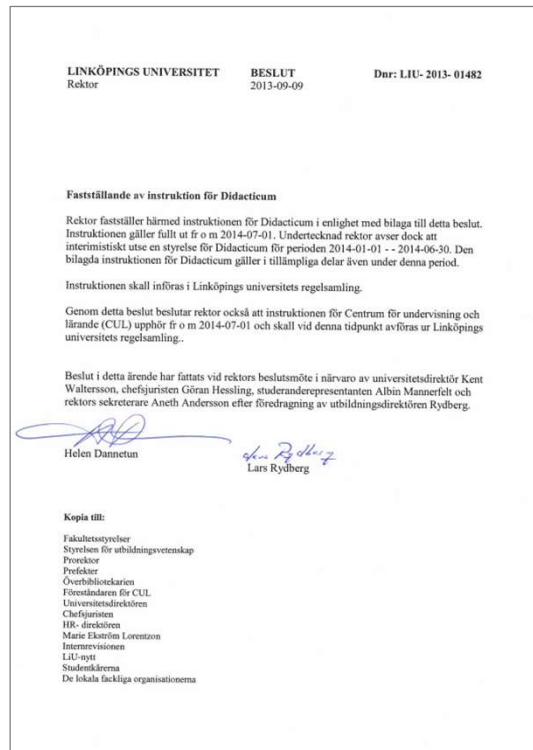 LINKÖPINGS UNIVERSITET BESLUT Dnr: LIU- 2013- 01482
Rektor 2013-09-09
Fastställande av instruktion för Didacticum
Rektor fastställer härmed instruktionen för Didacticum i enlighet med bilaga till detta beslut.
Instruktionen gäller fullt ut fr o m 2014-07-01. Undertecknad rektor avser dock att
interimistiskt utse en styrelse för Didacticum för perioden 2014-01-01 - - 2014-06-30. Den
bilagda instruktionen för Didacticum gäller i tillämpliga delar även under denna period.
Instruktionen skall införas i Linköpings universitets regelsamling.
Genom detta beslut beslutar rektor också att instruktionen för Centrum för undervisning och
lärande (CUL) upphör fr o m 2014-07-01 och skall vid denna tidpunkt avföras ur Linköpings
universitets regelsamling..
Beslut i detta ärende har fattats vid rektors beslutsmöte i närvaro av universitetsdirektör Kent
Waltersson, chefsjuristen Göran Hessling, studeranderepresentanten Albin Mannerfelt och
rektors sekreterare Aneth Andersson efter föredragning av utbildningsdirektören Rydberg.
Helen Dannetun
Lars Rydberg
Lars Rydberg
Kopia till:
Fakultetsstyrelser
Styrelsen för utbildningsvetenskap
Prorektor
Prefekter
Överbibliotekarien
Föreståndaren för CUL
Universitetsdirektören
Chefsjuristen
HR- direktören
Marie Ekström Lorentzon
Internrevisionen
LiU-nytt
Studentkårerna
De lokala fackliga organisationerna